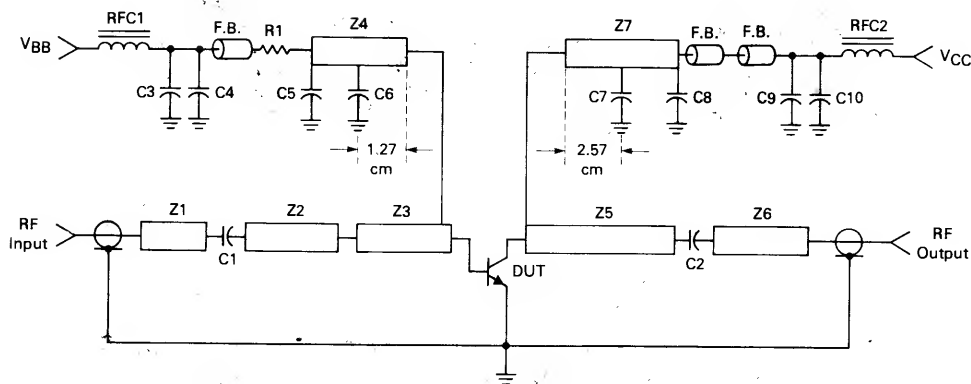 RFC1
F.B.
R1
Z4
VBB
C3
C4
C5
C6
1.27
cm
Z7
F.B.
F.B.
RFC2
VCC
C7
C8
C9
C10
2.57
cm
RF
Input
Z1
C1
Z2
Z3
DUT
Z5
C2
Z6
RF
Output